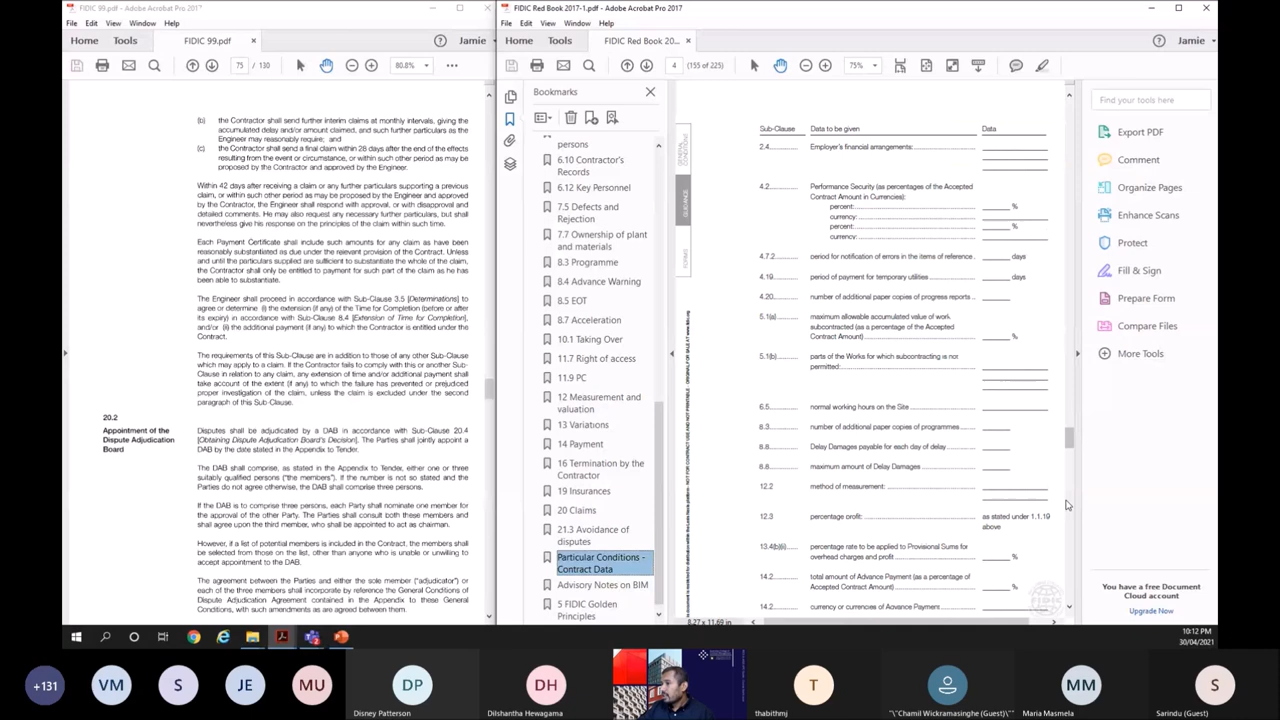 FIDIC 99.pdf - Adobe Acrobat Pro 2017
File Edit View Window Help
Home Tools FIDIC 99.pdf Jamie
75 / 130 80.8%
(b) the Contractor shall send further interim claims at monthly intervals, giving the
accumulated delay and/or amount claimed, and such further particulars as the
Engineer may reasonably require; and
(c) the Contractor shall send a final claim within 28 days after the end of the effects
resulting from the event or circumstance, or within such other period as may be
proposed by the Contractor and approved by the Engineer.
Within 42 days after receiving a claim or any further particulars supporting a previous
claim, or within such other period as may be proposed by the Engineer and approved
by the Contractor, the Engineer shall respond with approval, or with disapproval and
detailed comments. He may also request any necessary further particulars, but shall
nevertheless give his response on the principles of the claim within such time.
Each Payment Certificate shall include such amounts for any claim as have been
reasonably substantiated as due under the relevant provision of the Contract. Unless
and until the particulars supplied are sufficient to substantiate the whole of the claim,
the Contractor shall only be entitled to payment for such part of the claim as he has
been able to substantiate.
The Engineer shall proceed in accordance with Sub-Clause 3.5 [Determinations] to
agree or determine (i) the extension (if any) of the Time for Completion (before or after
its expiry) in accordance with Sub-Clause 8.4 [Extension of Time for Completion],
and/or (ii) the additional payment (if any) to which the Contractor is entitled under the
Contract.
The requirements of this Sub-Clause are in addition to those of any other Sub-Clause
which may apply to a claim. If the Contractor fails to comply with this or another Sub-
Clause in relation to any claim, any extension of time and/or additional payment shall
take account of the extent (if any) to which the failure has prevented or prejudiced
proper investigation of the claim, unless the claim is excluded under the second
paragraph of this Sub-Clause.
20.2
Appointment of the
Dispute Adjudication
Board
Disputes shall be adjudicated by a DAB in accordance with Sub-Clause 20.4
[Obtaining Dispute Adjudication Board's Decision]. The Parties shall jointly appoint a
DAB by the date stated in the Appendix to Tender.
The DAB shall comprise, as stated in the Appendix to Tender, either one or three
suitably qualified persons ("the members"). If the number is not so stated and the
Parties do not agree otherwise, the DAB shall comprise three persons.
If the DAB is to comprise three persons, each Party shall nominate one member for
the approval of the other Party. The Parties shall consult both these members and
shall agree upon the third member, who shall be appointed to act as chairman.
However, if a list of potential members is included in the Contract, the members shall
be selected from those on the list, other than anyone who is unable or unwilling to
accept appointment to the DAB.
The agreement between the Parties and either the sole member ("adjudicator") or
each of the three members shall incorporate by reference the General Conditions of
Dispute Adjudication Agreement contained in the Appendix to these General
Conditions, with such amendments as are agreed between them.
FIDIC Red Book 2017-1.pdf - Adobe Acrobat Pro 2017
File Edit View Window Help
Home Tools FIDIC Red Book 20... Jamie
4 (155 of 225) 75%
Bookmarks
persons
6.10 Contractor's
Records
6.12 Key Personnel
7.5 Defects and
Rejection
7.7 Ownership of plant
and materials
8.3 Programme
8.4 Advance Warning
8.5 EOT
8.7 Acceleration
10.1 Taking Over
11.7 Right of access
11.9 PC
12 Measurement and
valuation
13 Variations
14 Payment
16 Termination by the
Contractor
19 Insurances
20 Claims
21.3 Avoidance of
disputes
Particular Conditions -
Contract Data
Advisory Notes on BIM
5 FIDIC Golden
Principles
GENERAL CONDITIONS
GUIDANCE
FORMS
8.27 x 11.69 in
Sub-Clause Data to be given Data
2.4 Employer's financial arrangements:
4.2 Performance Security (as percentages of the Accepted
Contract Amount in Currencies):
percent: %
currency:
percent: %
currency:
4.7.2 period for notification of errors in the items of reference days
4.19 period of payment for temporary utilities days
4.20 number of additional paper copies of progress reports
5.1(a) maximum allowable accumulated value of work
subcontracted (as a percentage of the Accepted
Contract Amount) %
5.1(b) parts of the Works for which subcontracting is not
permitted:
6.5 normal working hours on the Site
8.3 number of additional paper copies of programmes
8.8 Delay Damages payable for each day of delay
8.8 maximum amount of Delay Damages
12.2 method of measurement:
12.3 percentage profit: as stated under 1.1.19
above
13.4(b)(ii) percentage rate to be applied to Provisional Sums for
overhead charges and profit %
14.2 total amount of Advance Payment (as a percentage of
Accepted Contract Amount) %
14.2 currency or currencies of Advance Payment
FIDIC
Find your tools here
Export PDF
Comment
Organize Pages
Enhance Scans
Protect
Fill & Sign
Prepare Form
Compare Files
More Tools
You have a free Document
Cloud account
Upgrade Now
10:12 PM
30/04/2021
+131 VM S JE MU DP DH T MM S
Disney Patterson
Dilshantha Hewagama
thabithmj
"\"Chamil Wickramasinghe (Guest)\""
Maria Masmela
Sarindu (Guest)